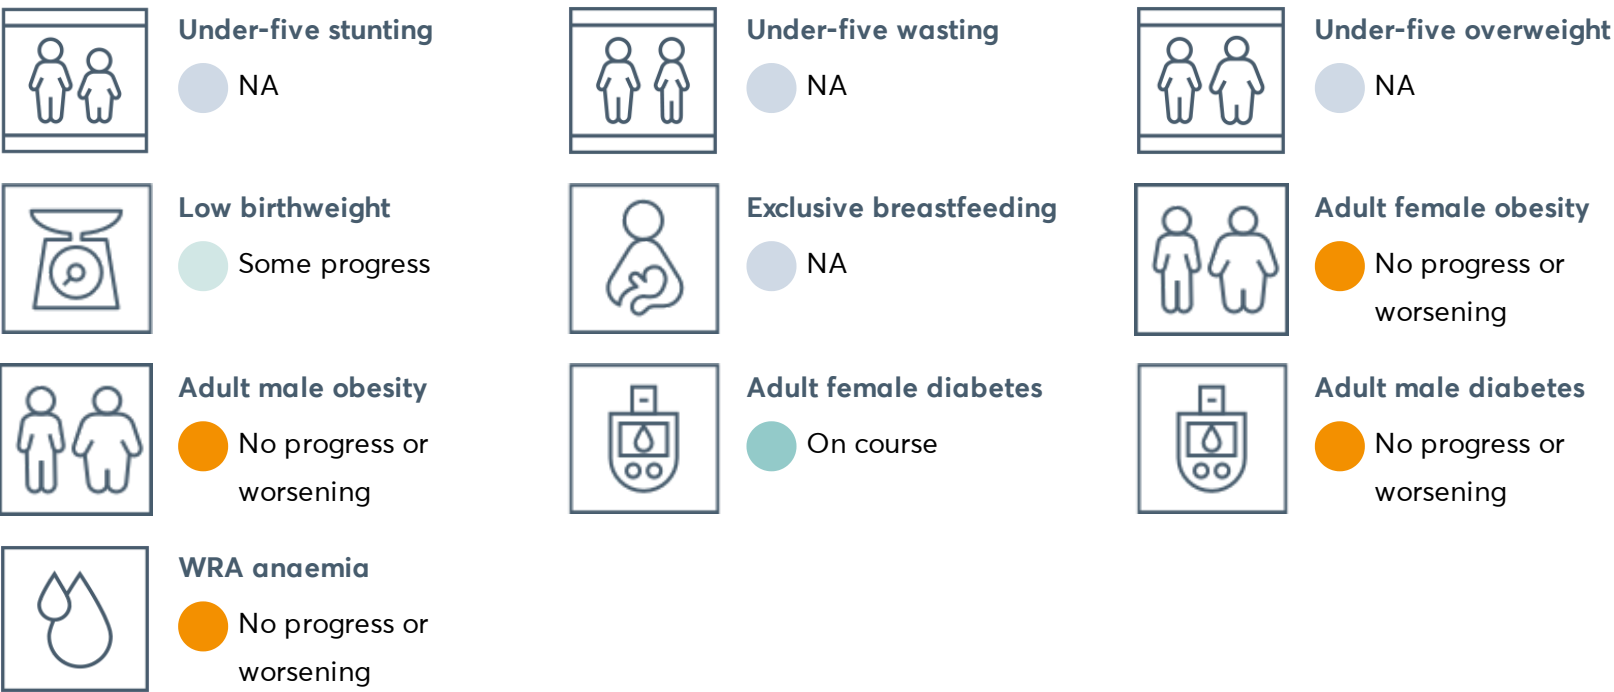 Under-five stunting
NA
Under-five wasting
NA
Under-five overweight
NA
Low birthweight
Some progress
Exclusive breastfeeding
NA
Adult female obesity
No progress or
worsening
Adult male obesity
No progress or
worsening
Adult female diabetes
On course
Adult male diabetes
No progress or
worsening
WRA anaemia
No progress or
worsening